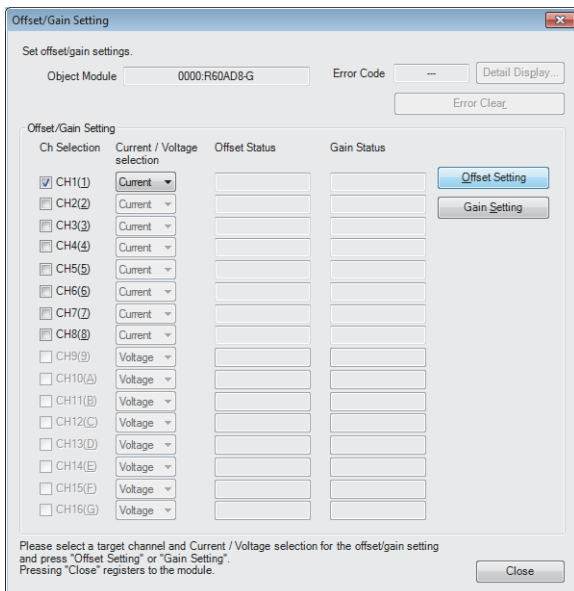 Offset/Gain Setting
Set offset/gain settings.
Object Module 0000:R60AD8-G Error Code --- Detail Display...
Error Clear
Offset/Gain Setting
Ch Selection Current / Voltage selection Offset Status Gain Status
CH1(1) Current Offset Setting
CH2(2) Current Gain Setting
CH3(3) Current
CH4(4) Current
CH5(5) Current
CH6(6) Current
CH7(7) Current
CH8(8) Current
CH9(9) Voltage
CH10(A) Voltage
CH11(B) Voltage
CH12(C) Voltage
CH13(D) Voltage
CH14(E) Voltage
CH15(F) Voltage
CH16(G) Voltage
Please select a target channel and Current / Voltage selection for the offset/gain setting
and press "Offset Setting" or "Gain Setting".
Pressing "Close" registers to the module.
Close